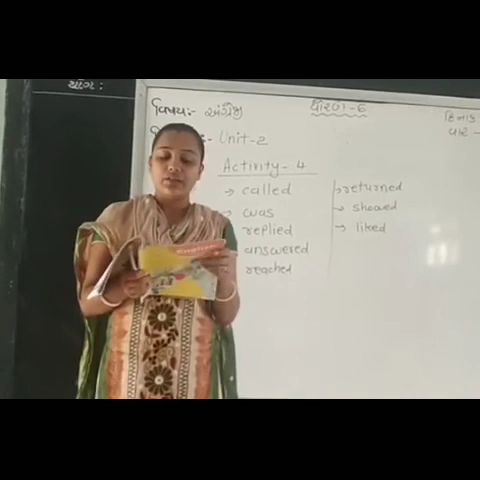 વિષય:- અંગ્રેજી
ધોરણ-6
Unit-2
Activity-4
→ called
→ was
replied
answered
reached
→ returned
→ showed
→ liked